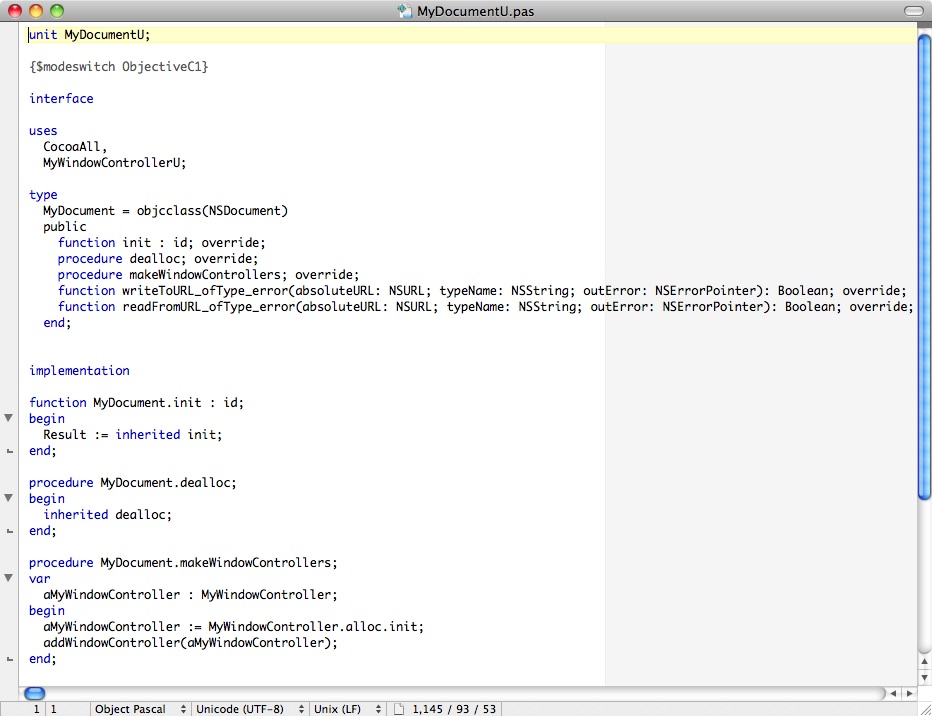 MyDocumentU.pas
unit MyDocumentU;
{$modeswitch ObjectiveC1}
interface
uses
CocoaAll,
MyWindowControllerU;
type
MyDocument = objcclass(NSDocument)
public
function init : id; override;
procedure dealloc; override;
procedure makeWindowControllers; override;
function writeToURL_ofType_error(absoluteURL: NSURL; typeName: NSString; outError: NSErrorPointer): Boolean; override;
function readFromURL_ofType_error(absoluteURL: NSURL; typeName: NSString; outError: NSErrorPointer): Boolean; override;
end;
implementation
function MyDocument.init : id;
begin
Result := inherited init;
end;
procedure MyDocument.dealloc;
begin
inherited dealloc;
end;
procedure MyDocument.makeWindowControllers;
var
aMyWindowController : MyWindowController;
begin
aMyWindowController := MyWindowController.alloc.init;
addWindowController(aMyWindowController);
end;
1 1 Object Pascal Unicode (UTF-8) Unix (LF) 1,145 / 93 / 53